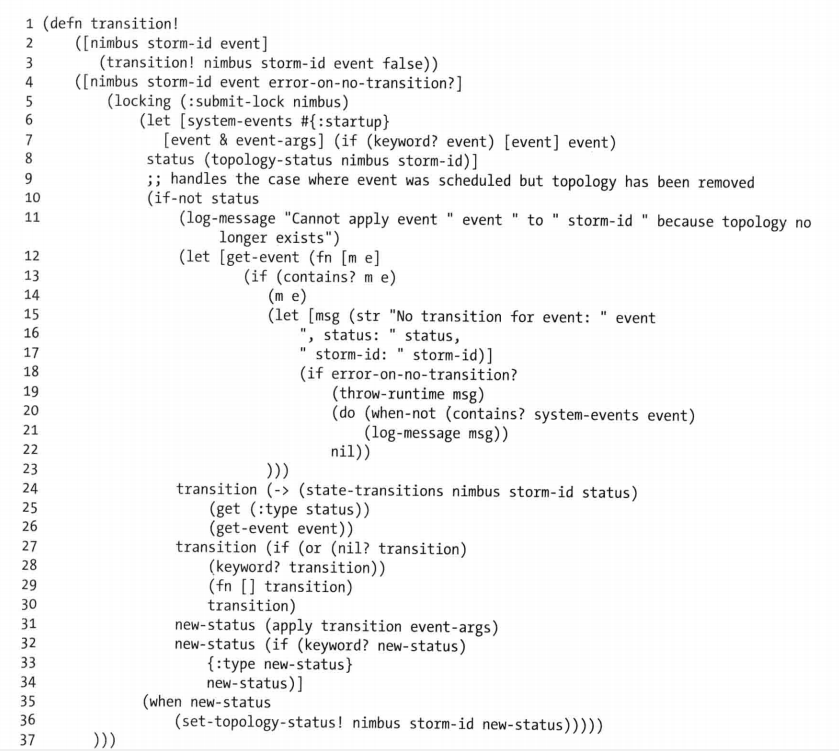 1 (defn transition!
2 ([nimbus storm-id event]
3 (transition! nimbus storm-id event false))
4 ([nimbus storm-id event error-on-no-transition?]
5 (locking (:submit-lock nimbus)
6 (let [system-events #{:startup}
7 [event & event-args] (if (keyword? event) [event] event)
8 status (topology-status nimbus storm-id)]
9 ;; handles the case where event was scheduled but topology has been removed
10 (if-not status
11 (log-message "Cannot apply event " event " to " storm-id " because topology no
longer exists")
12 (let [get-event (fn [m e]
13 (if (contains? m e)
14 (m e)
15 (let [msg (str "No transition for event: " event
16 ", status: " status,
17 " storm-id: " storm-id)]
18 (if error-on-no-transition?
19 (throw-runtime msg)
20 (do (when-not (contains? system-events event)
21 (log-message msg))
22 nil))
23 )))
24 transition (-> (state-transitions nimbus storm-id status)
25 (get (:type status))
26 (get-event event))
27 transition (if (or (nil? transition)
28 (keyword? transition))
29 (fn [] transition)
30 transition)
31 new-status (apply transition event-args)
32 new-status (if (keyword? new-status)
33 {:type new-status}
34 new-status)]
35 (when new-status
36 (set-topology-status! nimbus storm-id new-status)))))
37 )))